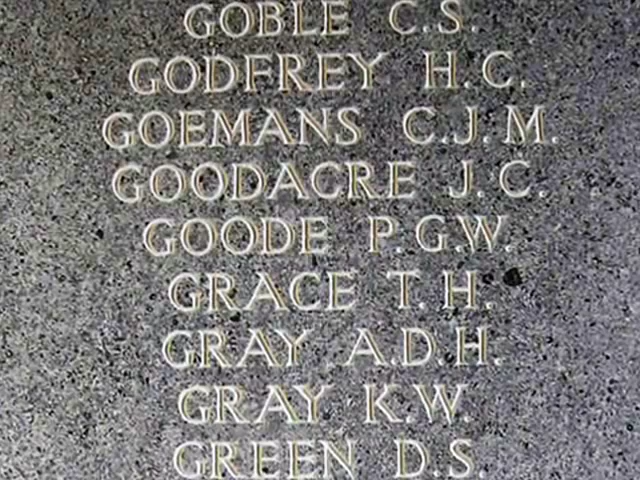 GOBLE C.S.
GODFREY H.C.
GOEMANS C.J.M.
GOODACRE J.C.
GOODE P.G.W.
GRACE T.H.
GRAY A.D.H.
GRAY K.W.
GREEN D.S.